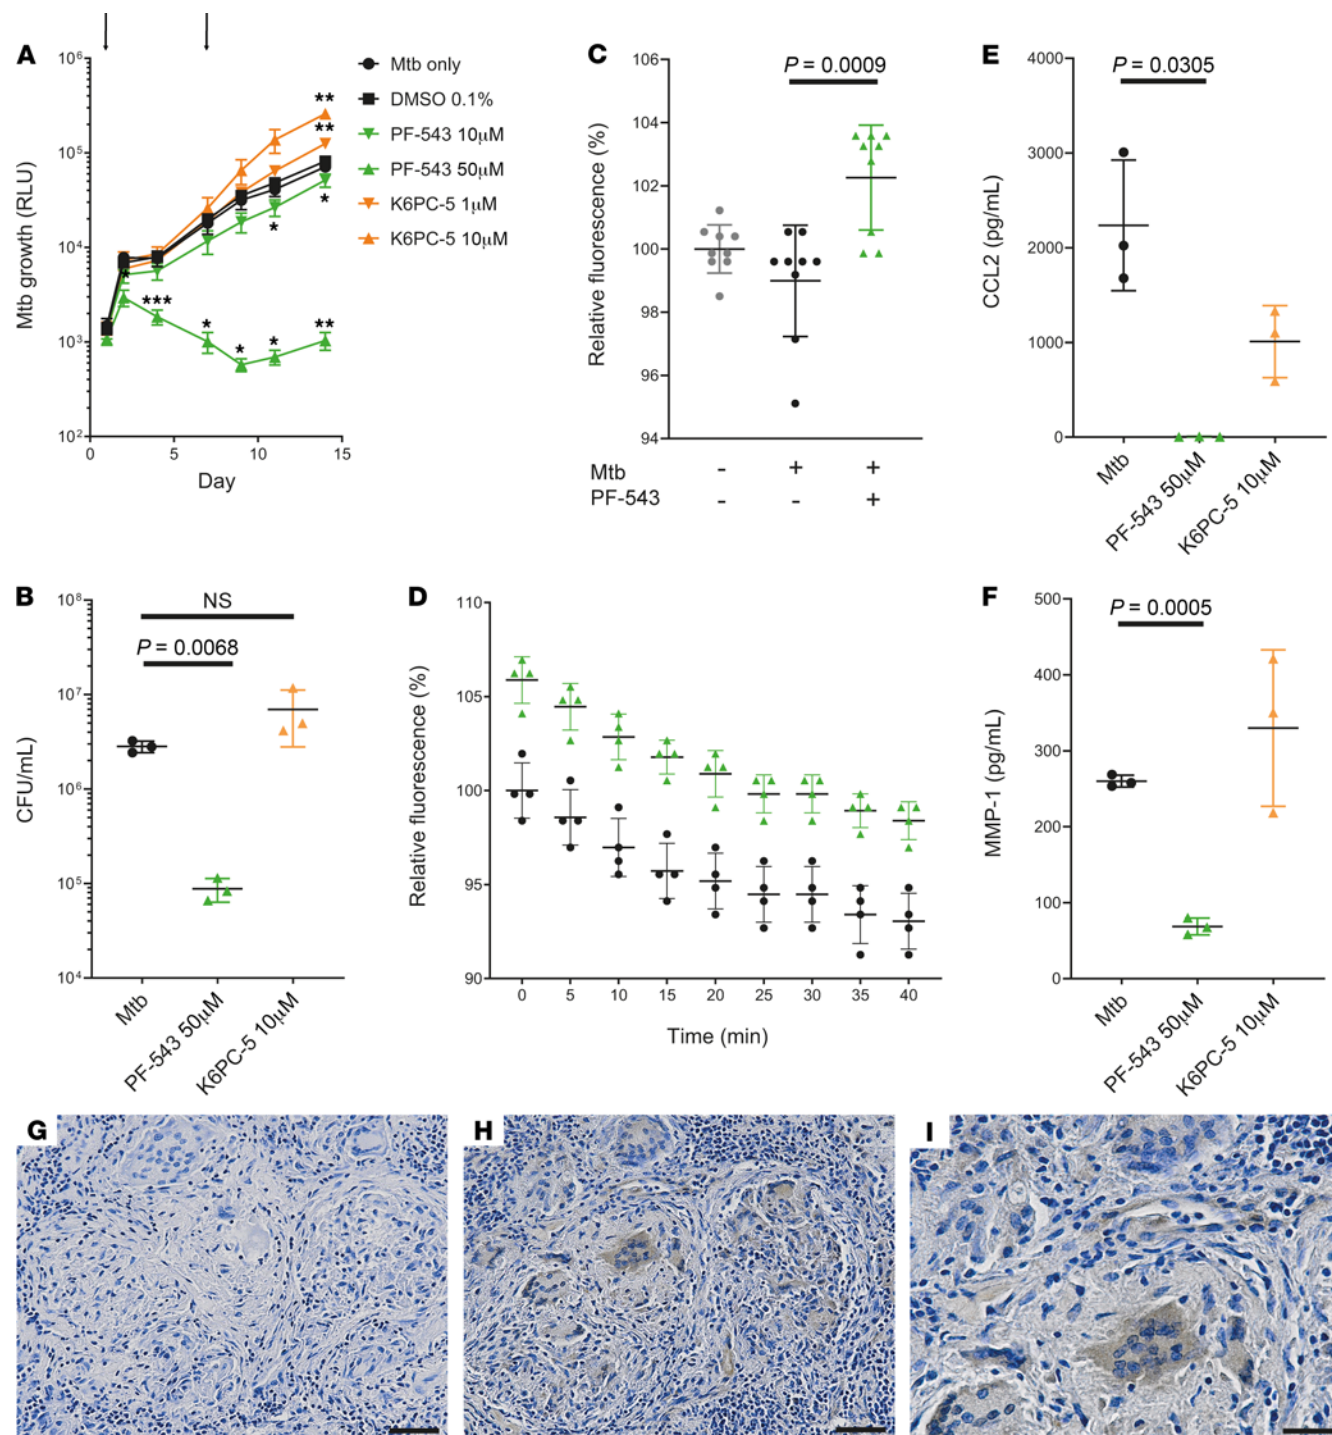 A
Mtb growth (RLU)
10⁶
10⁵
10⁴
10³
10²
0 5 10 15
Day
**
**
*
*
*
***
*
*
*
**
Mtb only
DMSO 0.1%
PF-543 10μM
PF-543 50μM
K6PC-5 1μM
K6PC-5 10μM
C
Relative fluorescence (%)
106
104
102
100
98
96
94
P = 0.0009
Mtb - + +
PF-543 - - +
E
CCL2 (pg/mL)
4000
3000
2000
1000
0
P = 0.0305
Mtb
PF-543 50μM
K6PC-5 10μM
B
CFU/mL
10⁸
10⁷
10⁶
10⁵
10⁴
NS
P = 0.0068
Mtb
PF-543 50μM
K6PC-5 10μM
D
Relative fluorescence (%)
110
105
100
95
90
0 5 10 15 20 25 30 35 40
Time (min)
F
MMP-1 (pg/mL)
500
400
300
200
100
0
P = 0.0005
Mtb
PF-543 50μM
K6PC-5 10μM
G
H
I